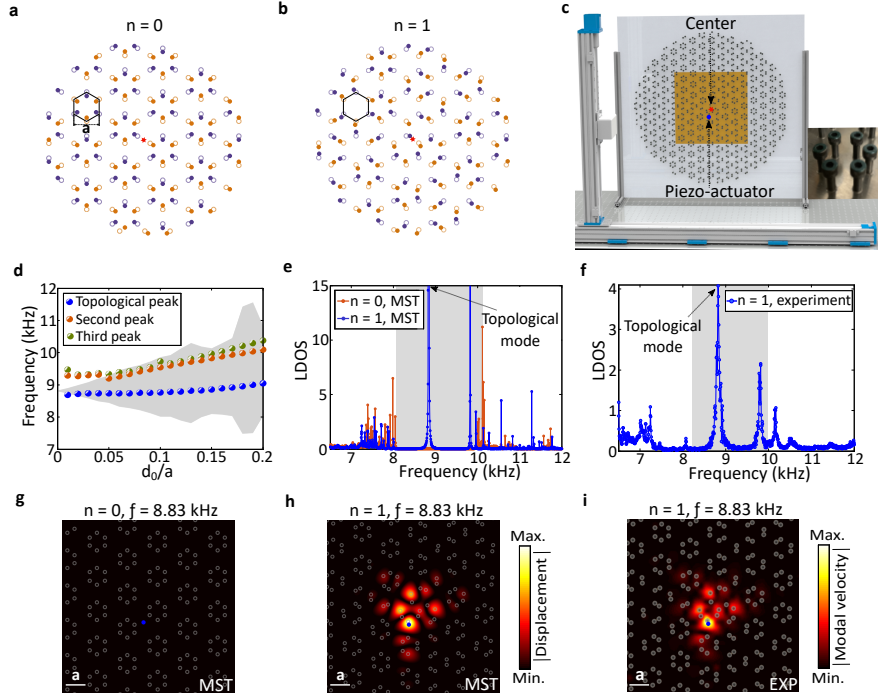 a
n = 0
a
b
n = 1
c
Center
Piezo-actuator
d
12
11
10
9
8
7
6
Frequency (kHz)
Topological peak
Second peak
Third peak
0
0.05
0.1
0.15
0.2
d0/a
e
15
10
5
0
LDOS
n = 0, MST
n = 1, MST
Topological
mode
7 8 9 10 11 12
Frequency (kHz)
f
4
3
2
1
0
LDOS
n = 1, experiment
Topological
mode
7 8 9 10 11 12
Frequency (kHz)
g
n = 0, ƒ = 8.83 kHz
a
MST
h
n = 1, ƒ = 8.83 kHz
a
MST
Max.
|Displacement|
Min.
i
n = 1, ƒ = 8.83 kHz
a
EXP
Max.
|Modal velocity|
Min.